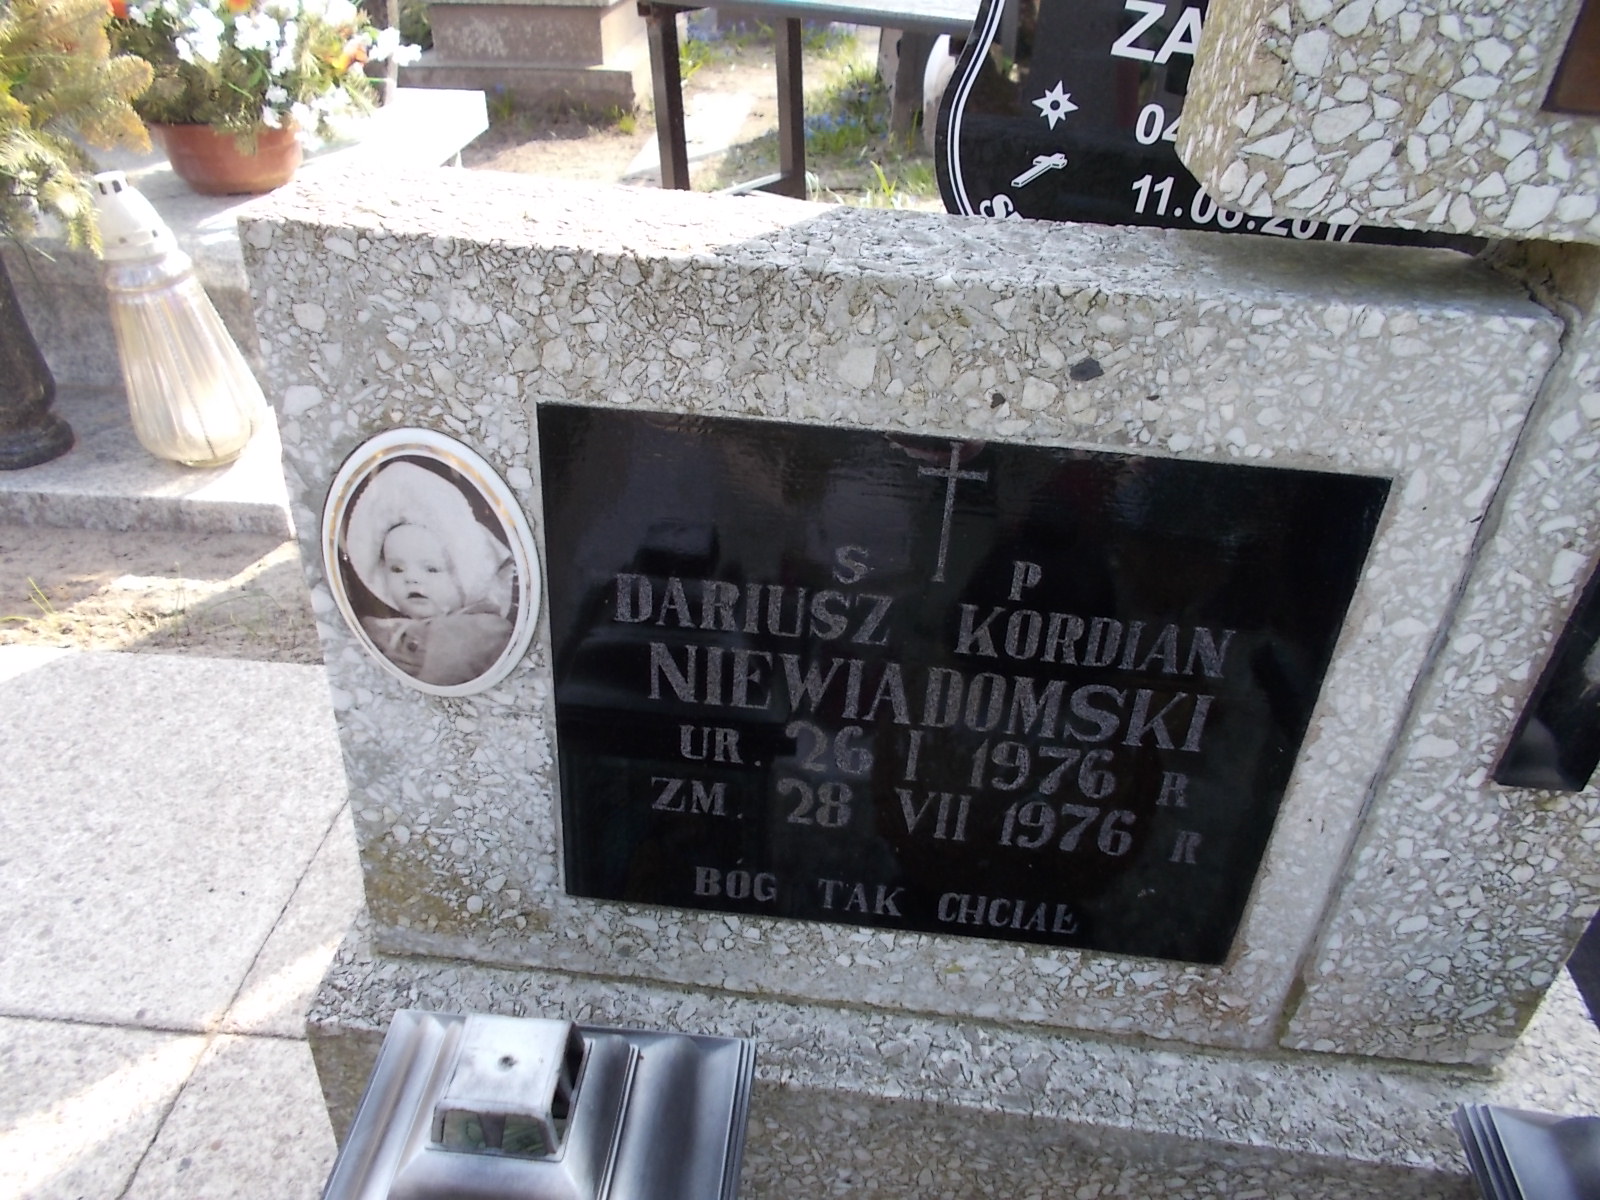 ZA
04
11.06.2017
S P
DARIUSZ KORDIAN
NIEWIADOMSKI
UR. 26 I 1976 R
ZM. 28 VII 1976 R
BÓG TAK CHCIAŁ